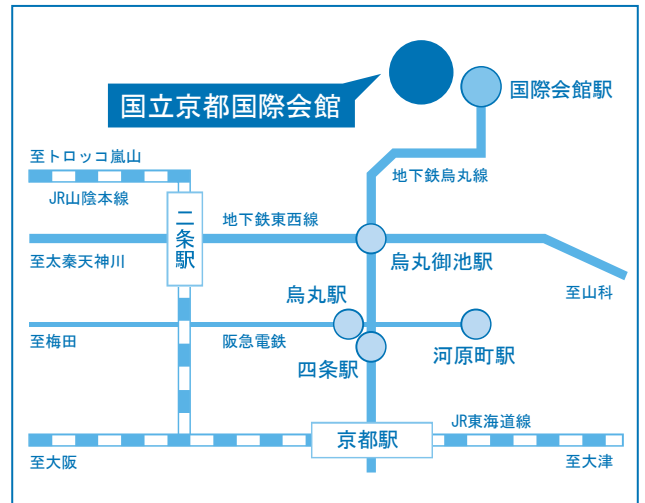 国立京都国際会館
国際会館駅
至トロッコ嵐山
JR山陰本線
地下鉄烏丸線
二条駅
地下鉄東西線
至太秦天神川
烏丸御池駅
至山科
烏丸駅
至梅田
阪急電鉄
四条駅
河原町駅
JR東海道線
京都駅
至大阪
至大津